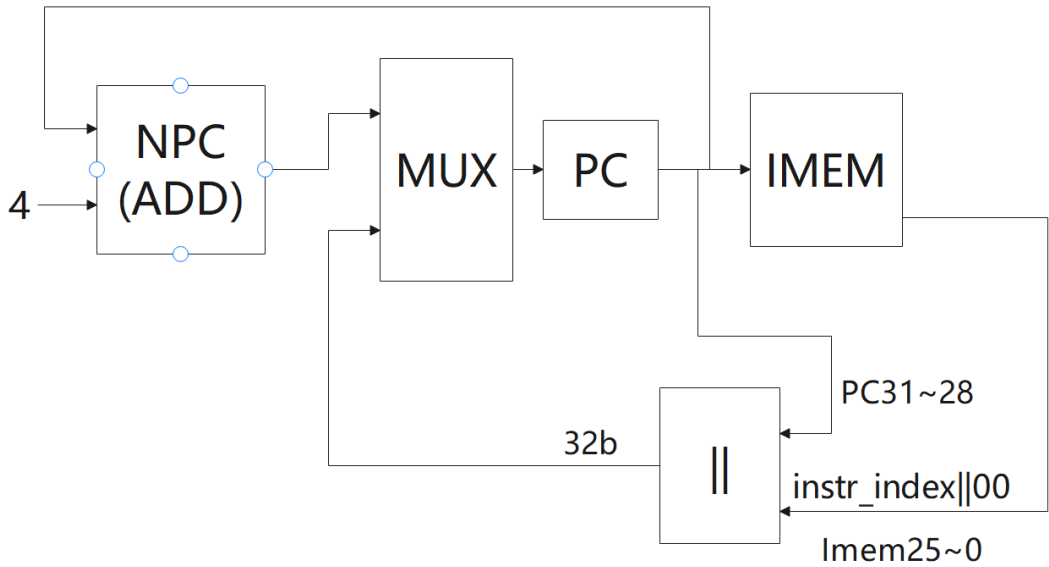 NPC
(ADD)
4
MUX
PC
IMEM
PC31~28
32b
||
instr_index||00
Imem25~0